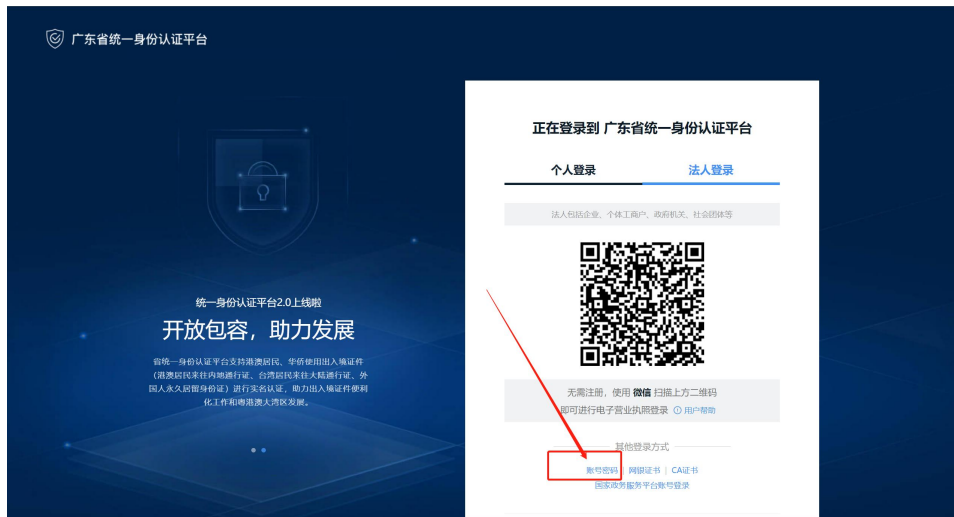 广东省统一身份认证平台
正在登录到 广东省统一身份认证平台
个人登录 法人登录
法人包括企业、个体工商户、政府机关、社会团体等
统一身份认证平台2.0上线啦
开放包容，助力发展
省统一身份认证平台支持港澳居民、华侨使用出入境证件
（港澳居民来往内地通行证、台湾居民来往大陆通行证、外
国人永久居留身份证）进行实名认证，助力出入境证件便利
化工作和粤港澳大湾区发展。
无需注册，使用 微信 扫描上方二维码
即可进行电子营业执照登录 用户帮助
其他登录方式
账号密码 | 网银证书 | CA证书
国家政务服务平台账号登录